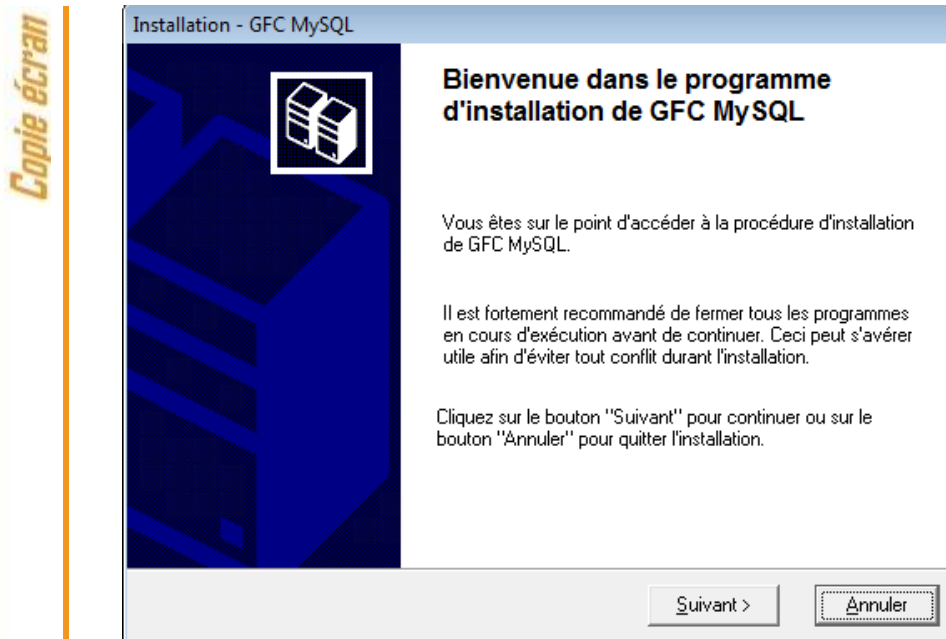 Copie écran
Installation - GFC MySQL
Bienvenue dans le programme
d'installation de GFC MySQL
Vous êtes sur le point d'accéder à la procédure d'installation
de GFC MySQL.
Il est fortement recommandé de fermer tous les programmes
en cours d'exécution avant de continuer. Ceci peut s'avérer
utile afin d'éviter tout conflit durant l'installation.
Cliquez sur le bouton "Suivant" pour continuer ou sur le
bouton "Annuler" pour quitter l'installation.
Suivant >
Annuler